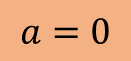 a = 0